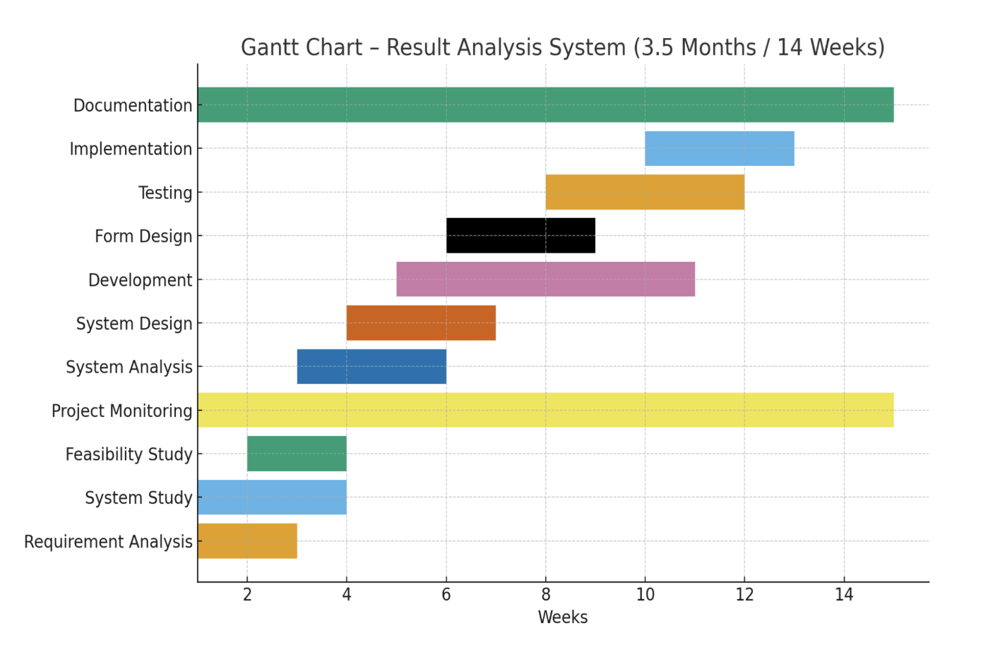 Gantt Chart – Result Analysis System (3.5 Months / 14 Weeks)
Documentation
Implementation
Testing
Form Design
Development
System Design
System Analysis
Project Monitoring
Feasibility Study
System Study
Requirement Analysis
2 4 6 8 10 12 14
Weeks